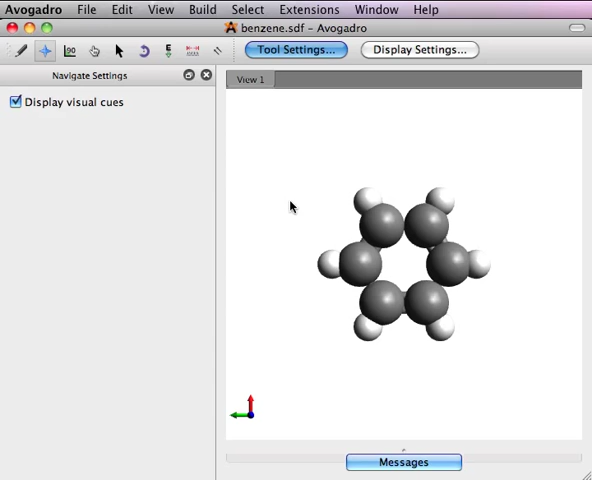 Avogadro File Edit View Build Select Extensions Window Help
benzene.sdf - Avogadro
90 E Tool Settings... Display Settings...
Navigate Settings
View 1
Display visual cues
Messages